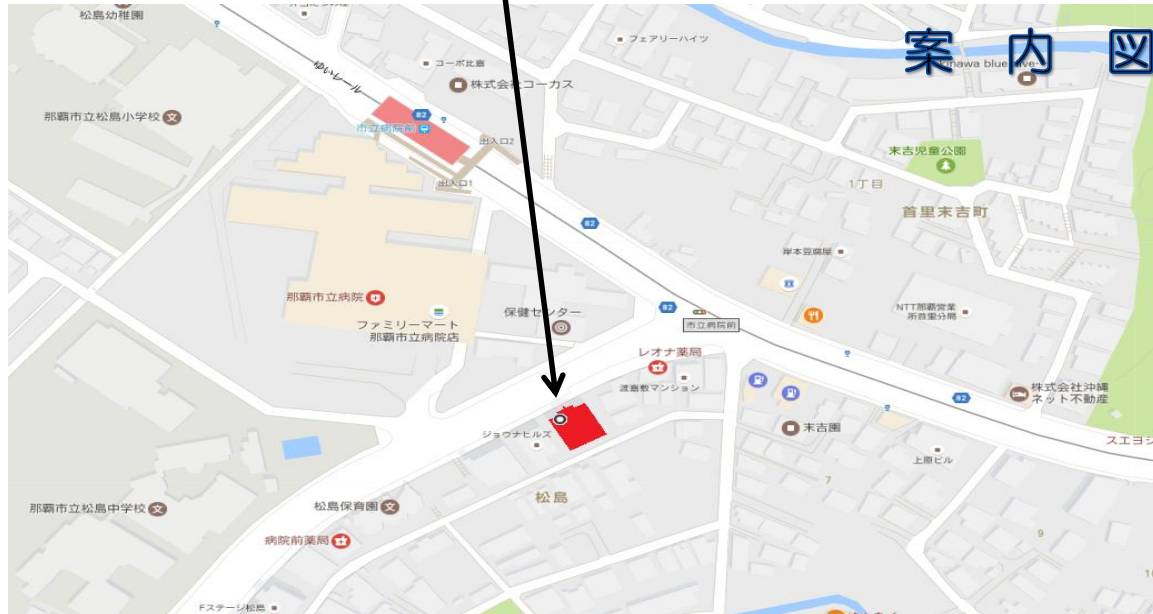 松島幼稚園
案内図
フェアリーハイツ
コーポ比嘉
株式会社コーカス
ゆいレール
那覇市立松島小学校
82
市立病院前
出入口2
出入口1
末吉児童公園
1丁目
首里末吉町
82
岸本豆腐屋
那覇市立病院
ファミリーマート
那覇市立病院店
保健センター
82
市立病院前
NTT那覇営業
所首里分局
レオナ薬局
渡嘉敷マンション
株式会社沖縄
ネット不動産
82
ジョウナヒルズ
末吉園
スエヨシ
上原ビル
松島
松島保育園
7
那覇市立松島中学校
病院前薬局
9
Fステージ松島